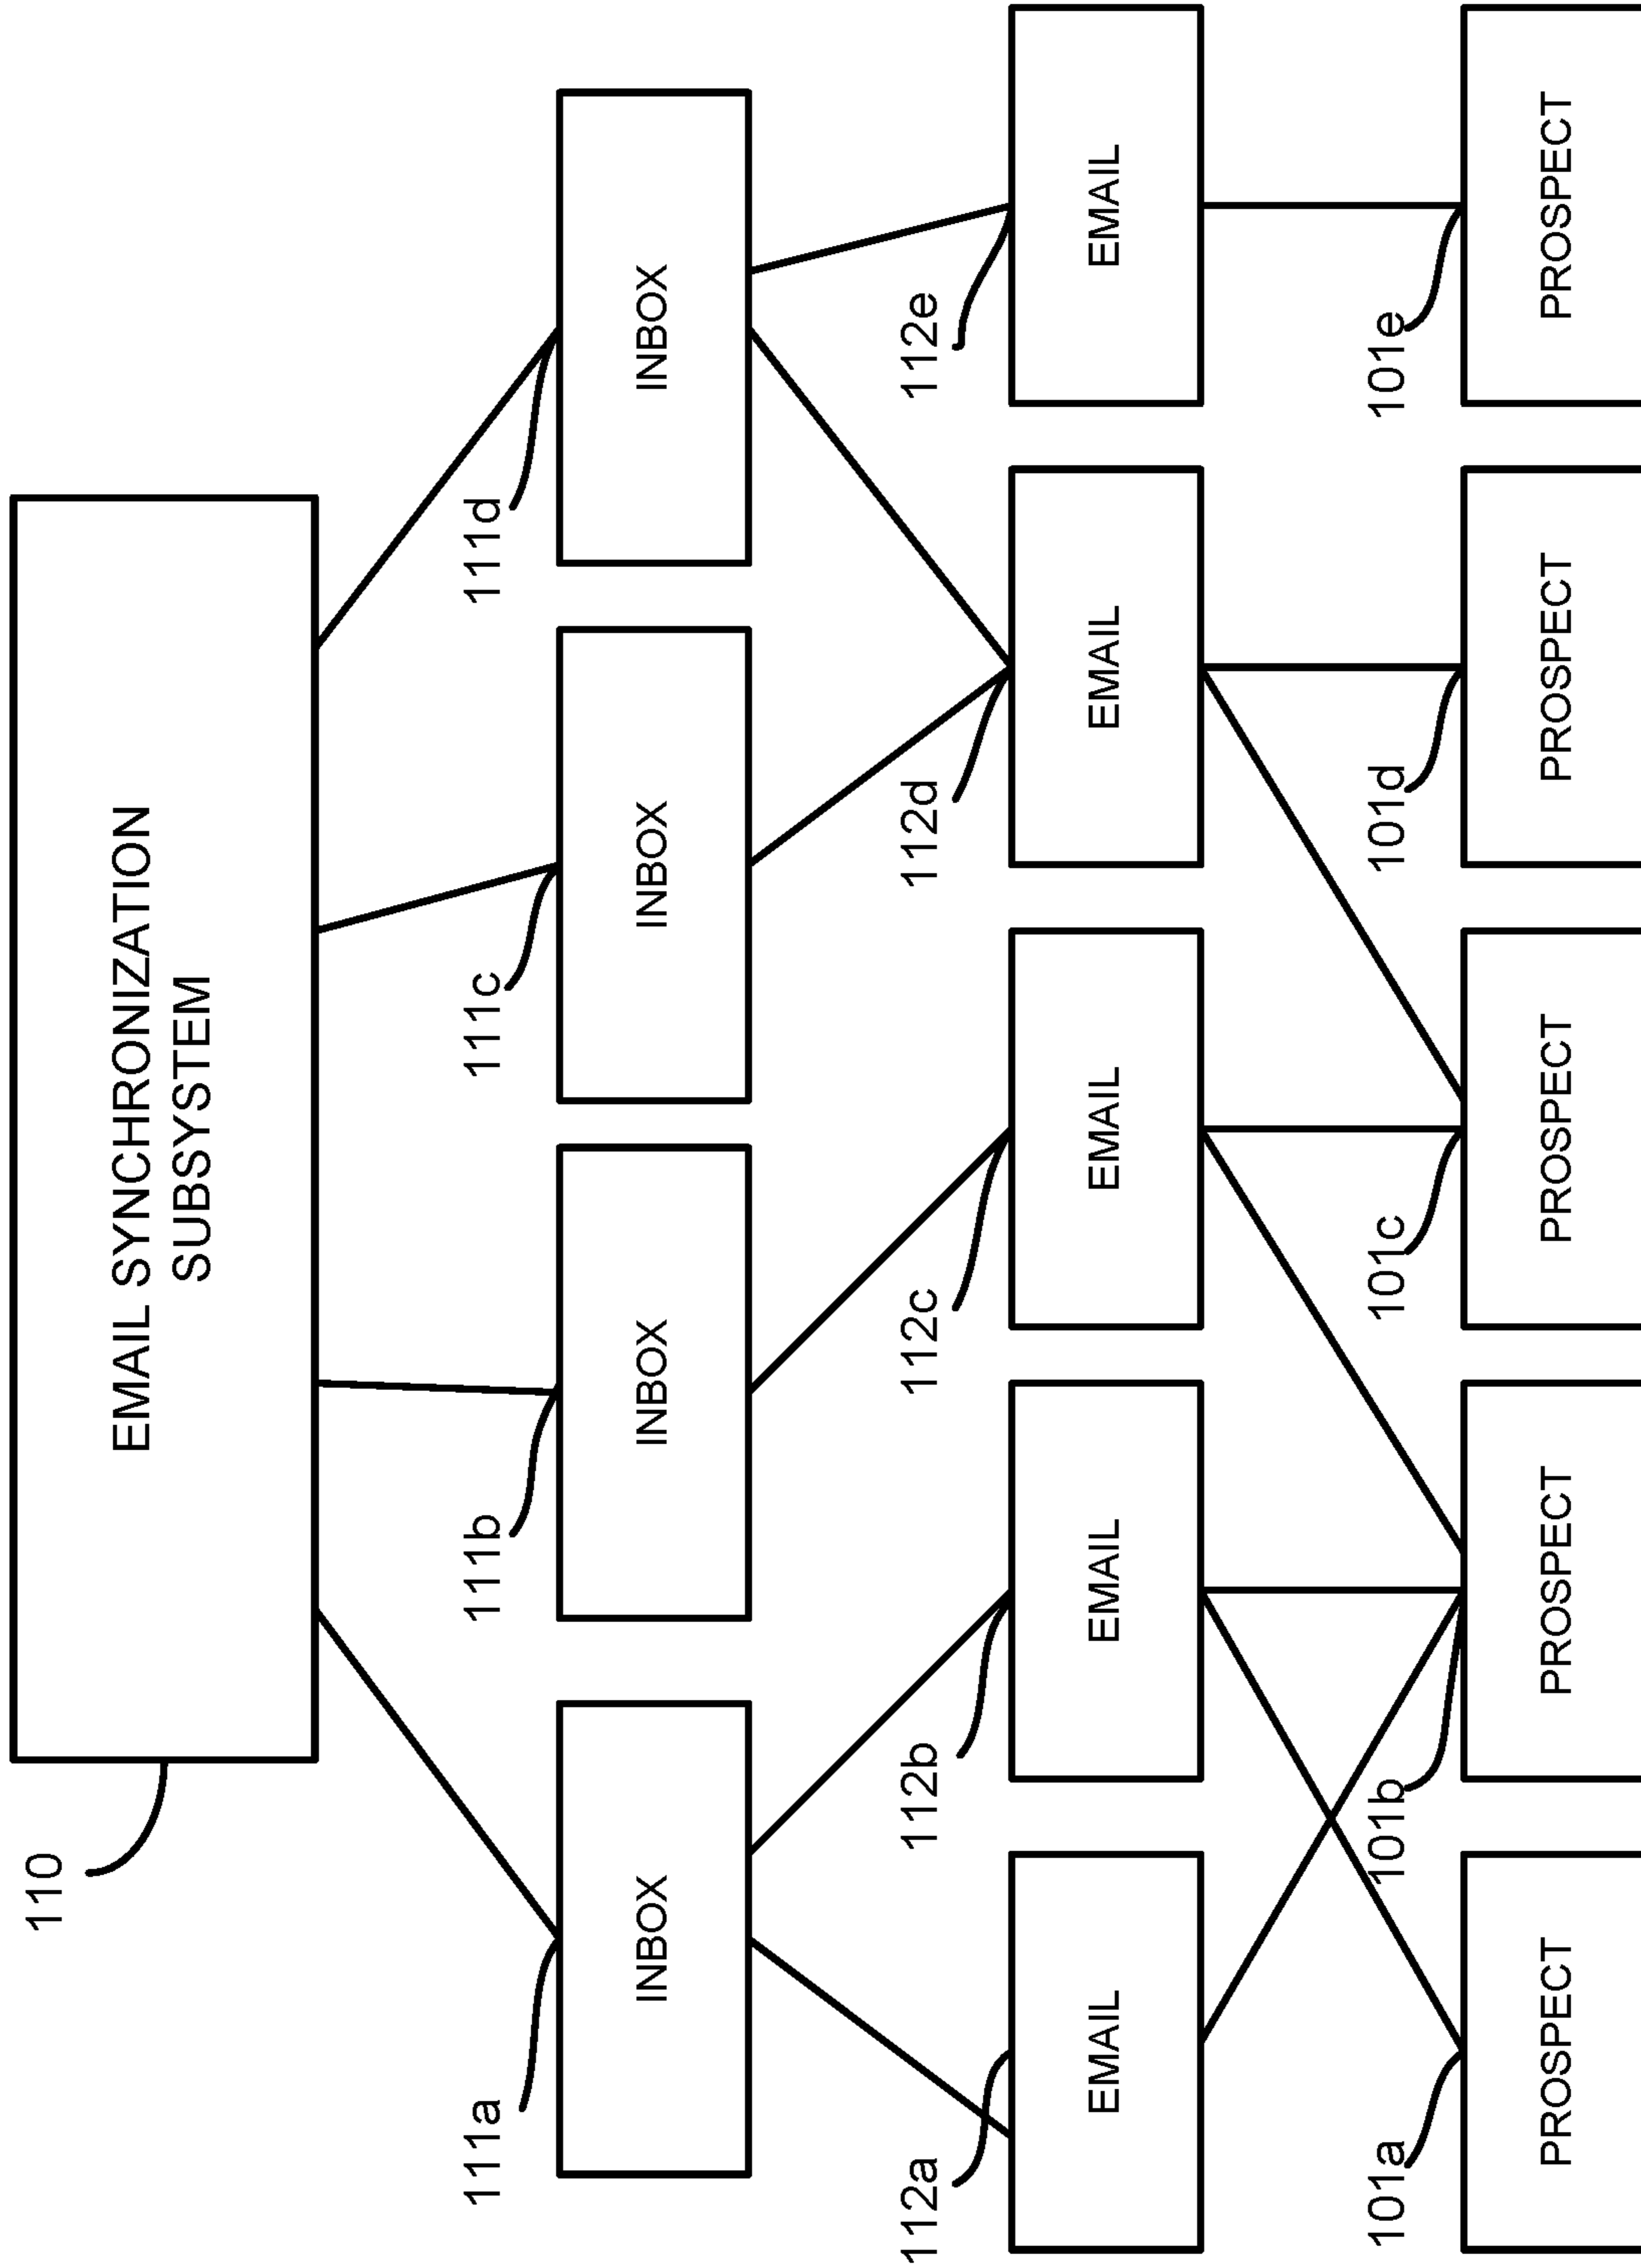 110
EMAIL SYNCHRONIZATION
SUBSYSTEM
111a
111b
111c
111d
INBOX
INBOX
INBOX
INBOX
112a
112b
112c
112d
112e
EMAIL
EMAIL
EMAIL
EMAIL
EMAIL
101a
101b
101c
101d
101e
PROSPECT
PROSPECT
PROSPECT
PROSPECT
PROSPECT